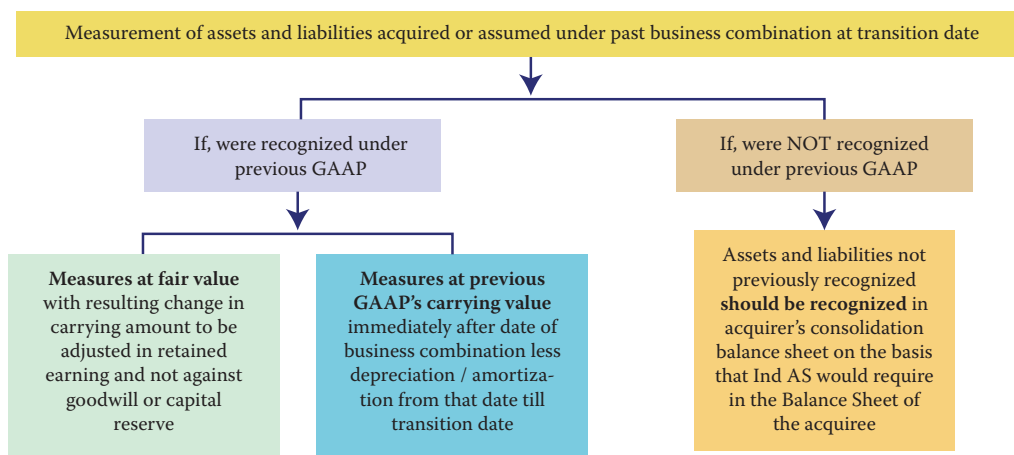 Measurement of assets and liabilities acquired or assumed under past business combination at transition date
If, were recognized under
previous GAAP
If, were NOT recognized
under previous GAAP
Measures at fair value
with resulting change in
carrying amount to be
adjusted in retained
earning and not against
goodwill or capital
reserve
Measures at previous
GAAP’s carrying value
immediately after date of
business combination less
depreciation / amortiza-
tion from that date till
transition date
Assets and liabilities not
previously recognized
should be recognized in
acquirer’s consolidation
balance sheet on the basis
that Ind AS would require
in the Balance Sheet of
the acquiree